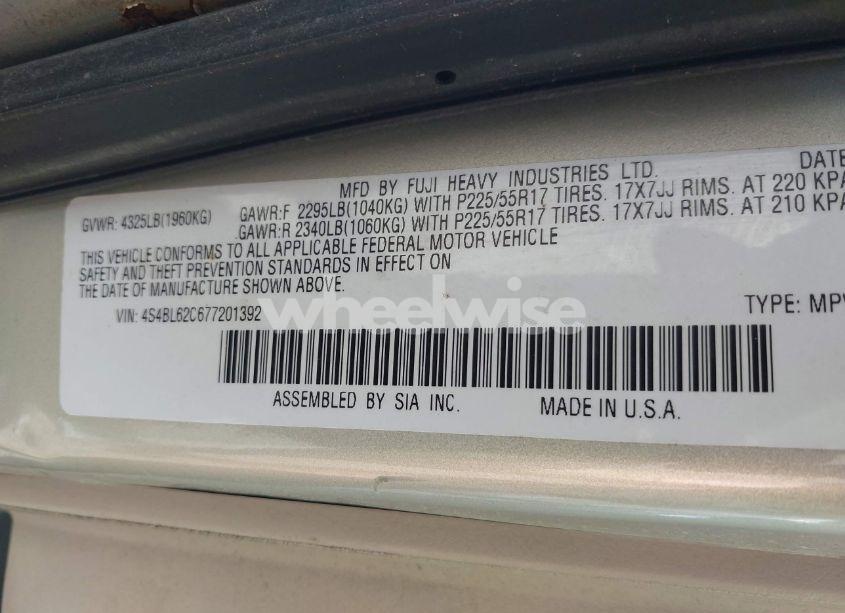 MFD BY FUJI HEAVY INDUSTRIES LTD.
DATE
GVWR: 4325LB(1960KG)
GAWR:F 2295LB(1040KG) WITH P225/55R17 TIRES. 17X7JJ RIMS. AT 220 KPA
GAWR:R 2340LB(1060KG) WITH P225/55R17 TIRES. 17X7JJ RIMS. AT 210 KPA
THIS VEHICLE CONFORMS TO ALL APPLICABLE FEDERAL MOTOR VEHICLE
SAFETY AND THEFT PREVENTION STANDARDS IN EFFECT ON
THE DATE OF MANUFACTURE SHOWN ABOVE.
wheelwise
VIN: 4S4BL62C677201392
TYPE: MPV
ASSEMBLED BY SIA INC.
MADE IN U.S.A.